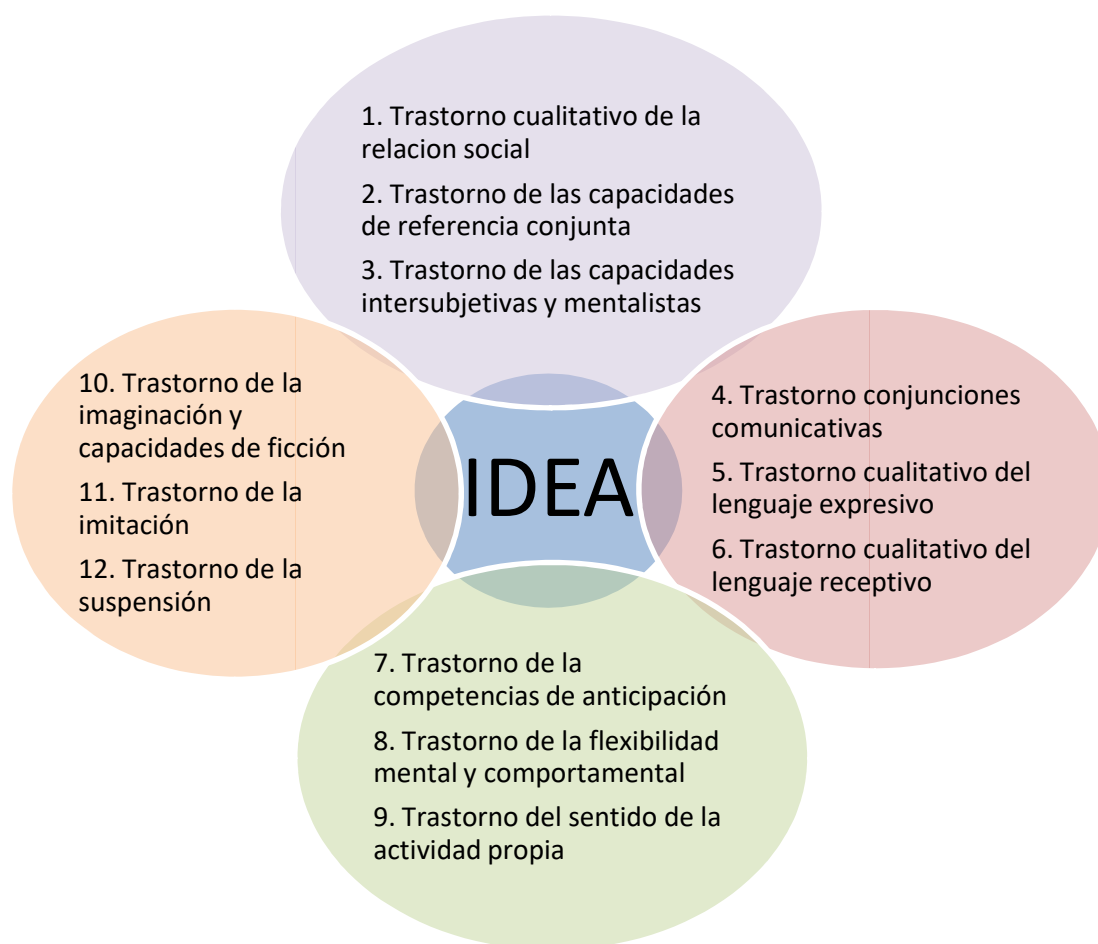 1. Trastorno cualitativo de la
relacion social
2. Trastorno de las capacidades
de referencia conjunta
3. Trastorno de las capacidades
intersubjetivas y mentalistas
10. Trastorno de la
imaginación y
capacidades de ficción
11. Trastorno de la
imitación
12. Trastorno de la
suspensión
IDEA
4. Trastorno conjunciones
comunicativas
5. Trastorno cualitativo del
lenguaje expresivo
6. Trastorno cualitativo del
lenguaje receptivo
7. Trastorno de la
competencias de anticipación
8. Trastorno de la flexibilidad
mental y comportamental
9. Trastorno del sentido de la
actividad propia